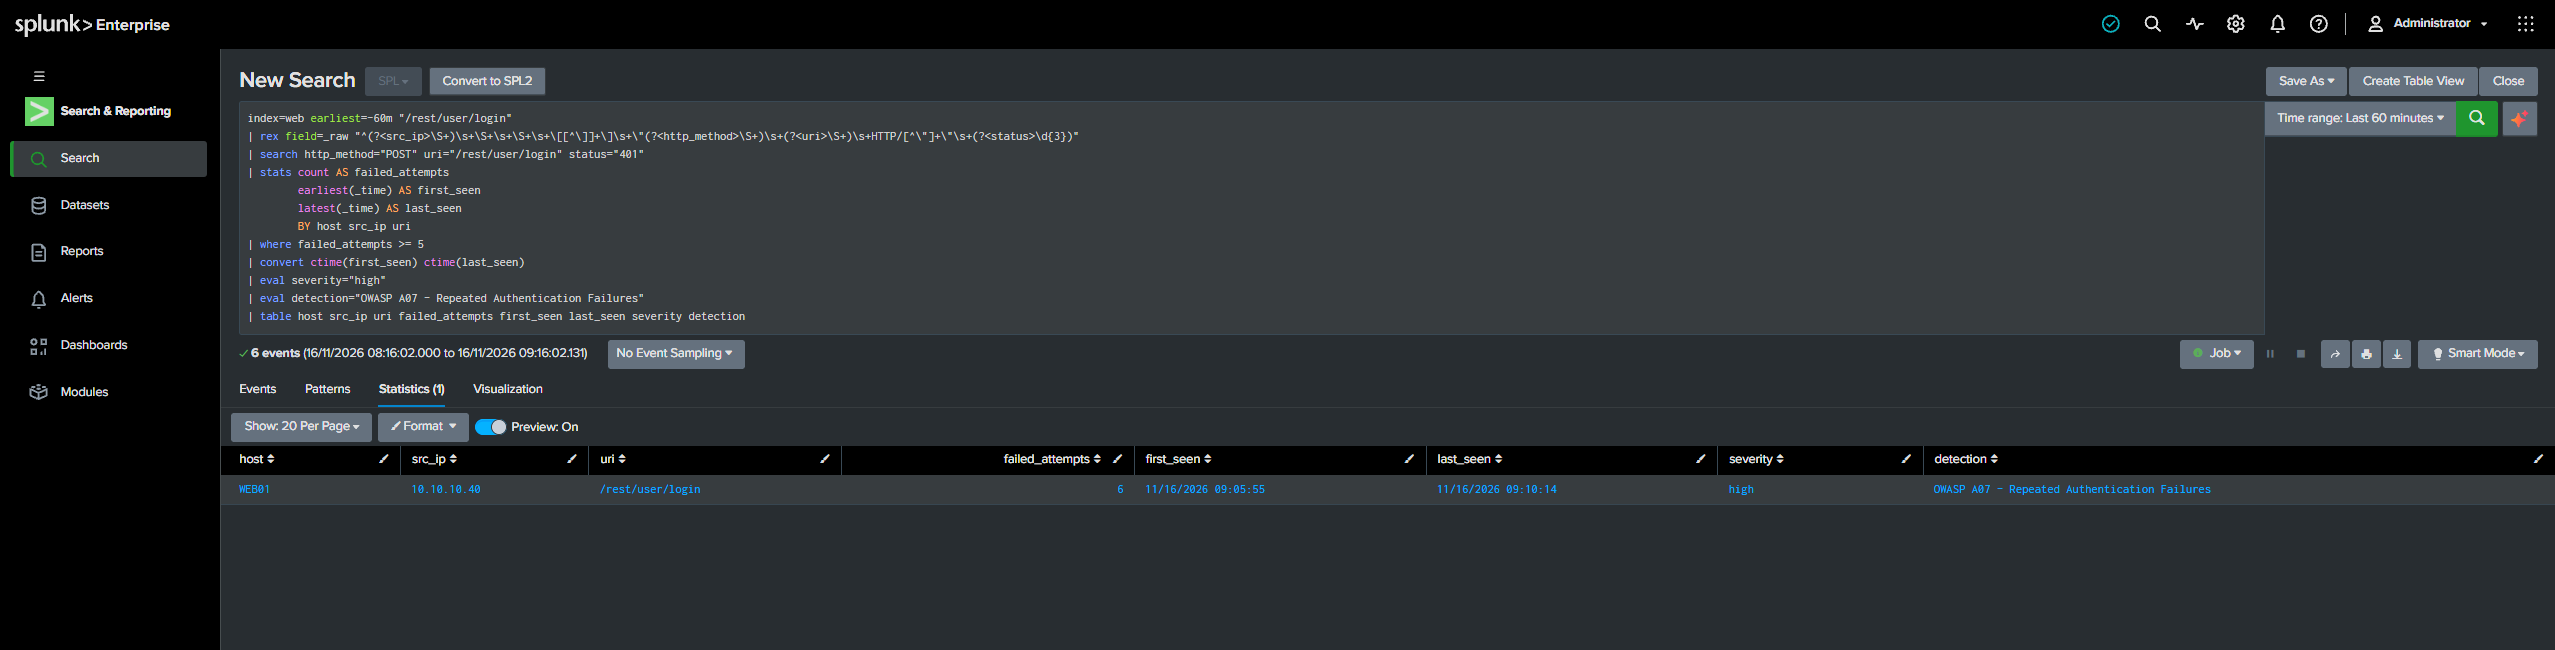 splunk> Enterprise
Administrator
Search & Reporting
Search
Datasets
Reports
Alerts
Dashboards
Modules
New Search
SPL
Convert to SPL2
Save As
Create Table View
Close
index=web earliest=-60m "/rest/user/login"
| rex field=_raw "^(?<src_ip>\S+)\s+\S+\s+\S+\s+\[[^\]]+\]\s+\"(?<http_method>\S+)\s+(?<uri>\S+)\s+HTTP/[^\"]+\"\s+(?<status>\d{3})"
| search http_method="POST" uri="/rest/user/login" status="401"
| stats count AS failed_attempts
earliest(_time) AS first_seen
latest(_time) AS last_seen
BY host src_ip uri
| where failed_attempts >= 5
| convert ctime(first_seen) ctime(last_seen)
| eval severity="high"
| eval detection="OWASP A07 - Repeated Authentication Failures"
| table host src_ip uri failed_attempts first_seen last_seen severity detection
Time range: Last 60 minutes
6 events (16/11/2026 08:16:02.000 to 16/11/2026 09:16:02.131)
No Event Sampling
Job
Smart Mode
Events
Patterns
Statistics (1)
Visualization
Show: 20 Per Page
Format
Preview: On
host src_ip uri failed_attempts first_seen last_seen severity detection
WEB01 10.10.10.40 /rest/user/login 6 11/16/2026 09:05:55 11/16/2026 09:10:14 high OWASP A07 - Repeated Authentication Failures